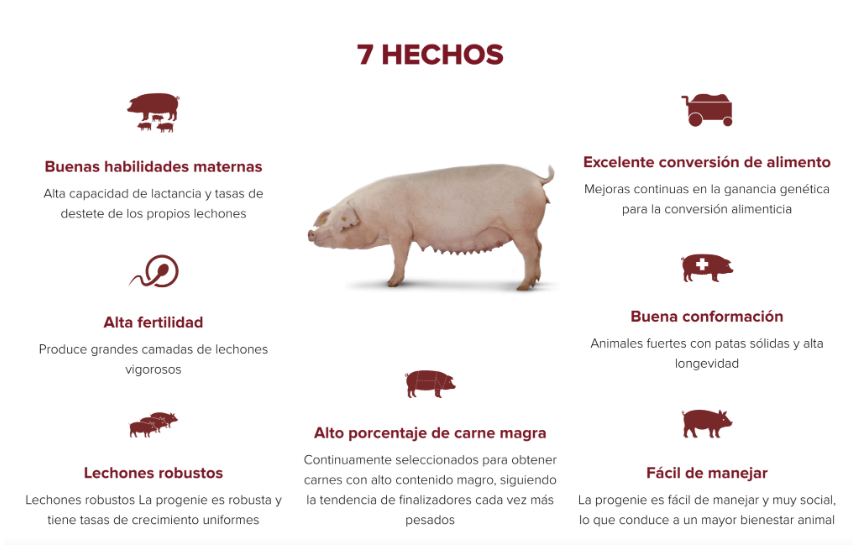 7 HECHOS
Buenas habilidades maternas
Alta capacidad de lactancia y tasas de
destete de los propios lechones
Alta fertilidad
Produce grandes camadas de lechones
vigorosos
Lechones robustos
Lechones robustos La progenie es robusta y
tiene tasas de crecimiento uniformes
Alto porcentaje de carne magra
Continuamente seleccionados para obtener
carnes con alto contenido magro, siguiendo
la tendencia de finalizadores cada vez más
pesados
Excelente conversión de alimento
Mejoras continuas en la ganancia genética
para la conversión alimenticia
Buena conformación
Animales fuertes con patas sólidas y alta
longevidad
Fácil de manejar
La progenie es fácil de manejar y muy social,
lo que conduce a un mayor bienestar animal